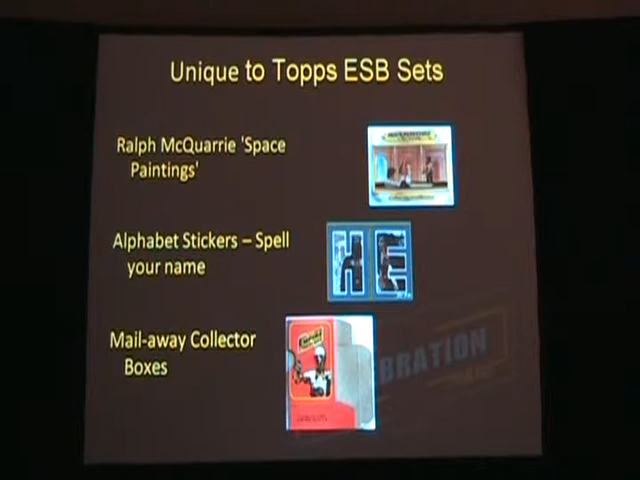 Unique to Topps ESB Sets
Ralph McQuarrie 'Space
Paintings'
Alphabet Stickers – Spell
your name
HE
Mail-away Collector
Boxes
BRATION